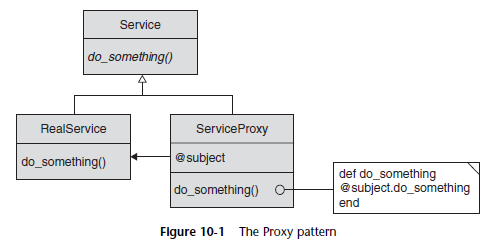 Service
do_something()
RealService
do_something()
ServiceProxy
@subject
do_something()
def do_something
@subject.do_something
end
Figure 10-1 The Proxy pattern